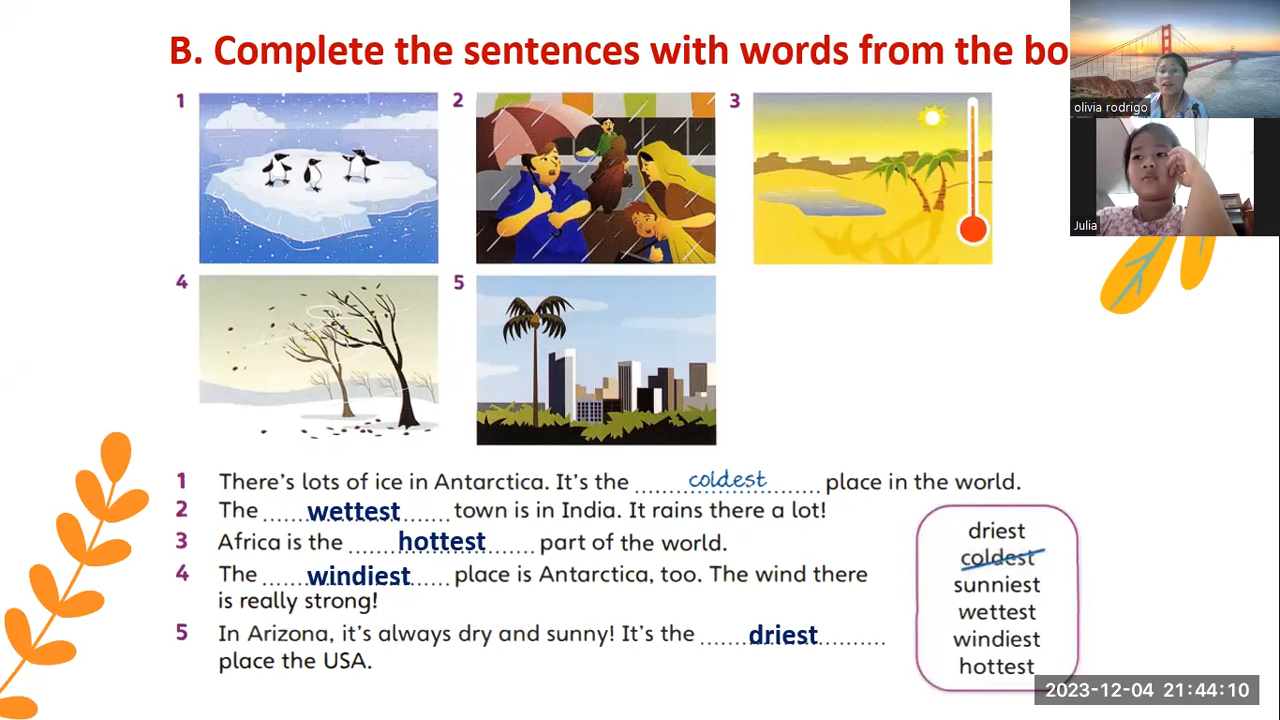 B. Complete the sentences with words from the bo
olivia rodrigo
Julia
1
2
3
4
5
1 There's lots of ice in Antarctica. It's the ..........coldest.......... place in the world.
2 The ..........wettest.......... town is in India. It rains there a lot!
3 Africa is the ..........hottest.......... part of the world.
4 The ..........windiest.......... place is Antarctica, too. The wind there
is really strong!
5 In Arizona, it's always dry and sunny! It's the ..........driest..........
place the USA.
driest
coldest
sunniest
wettest
windiest
hottest
2023-12-04 21:44:10